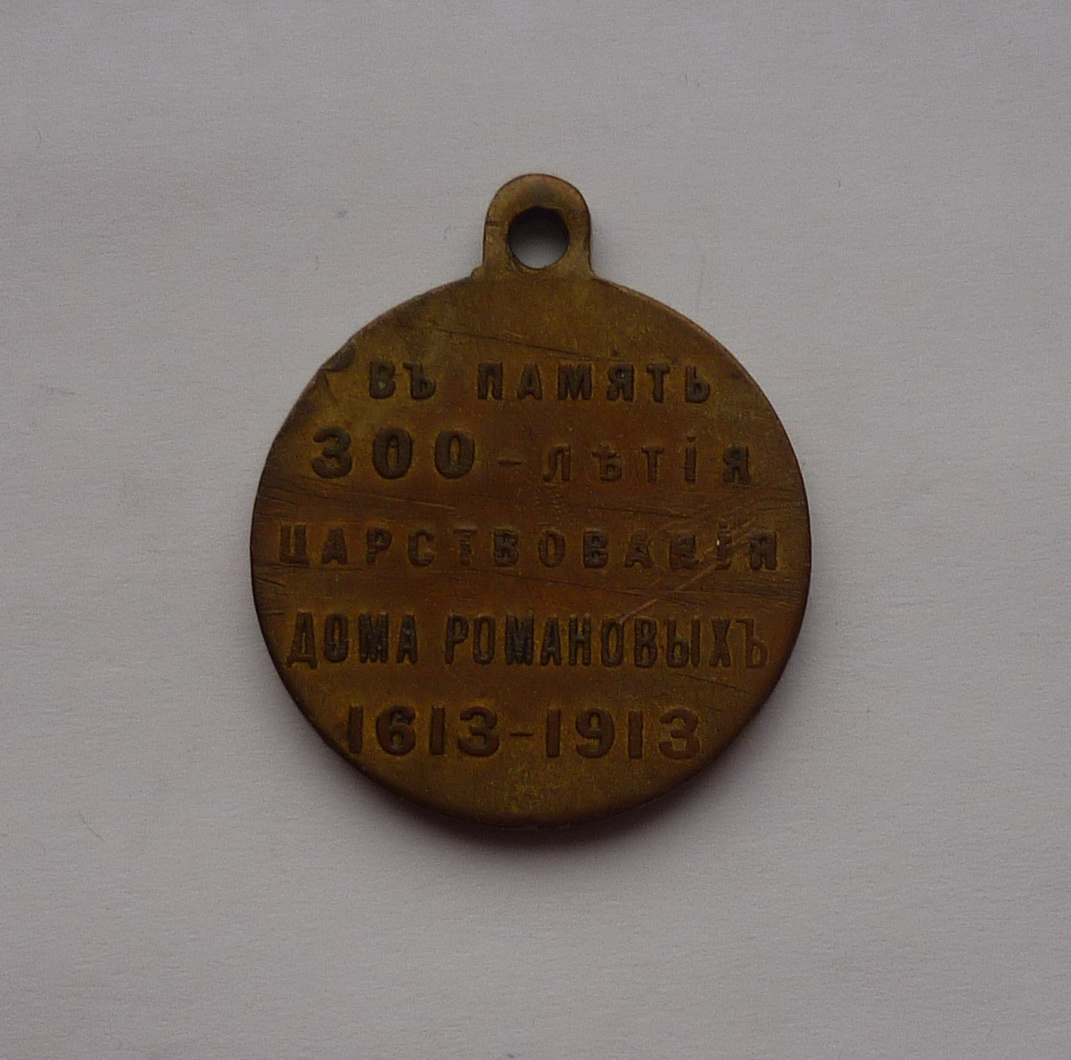 ВЪ ПАМЯТЬ
300-ЛѢТІЯ
ЦАРСТВОВАНІЯ
ДОМА РОМАНОВЫХЪ
1613-1913